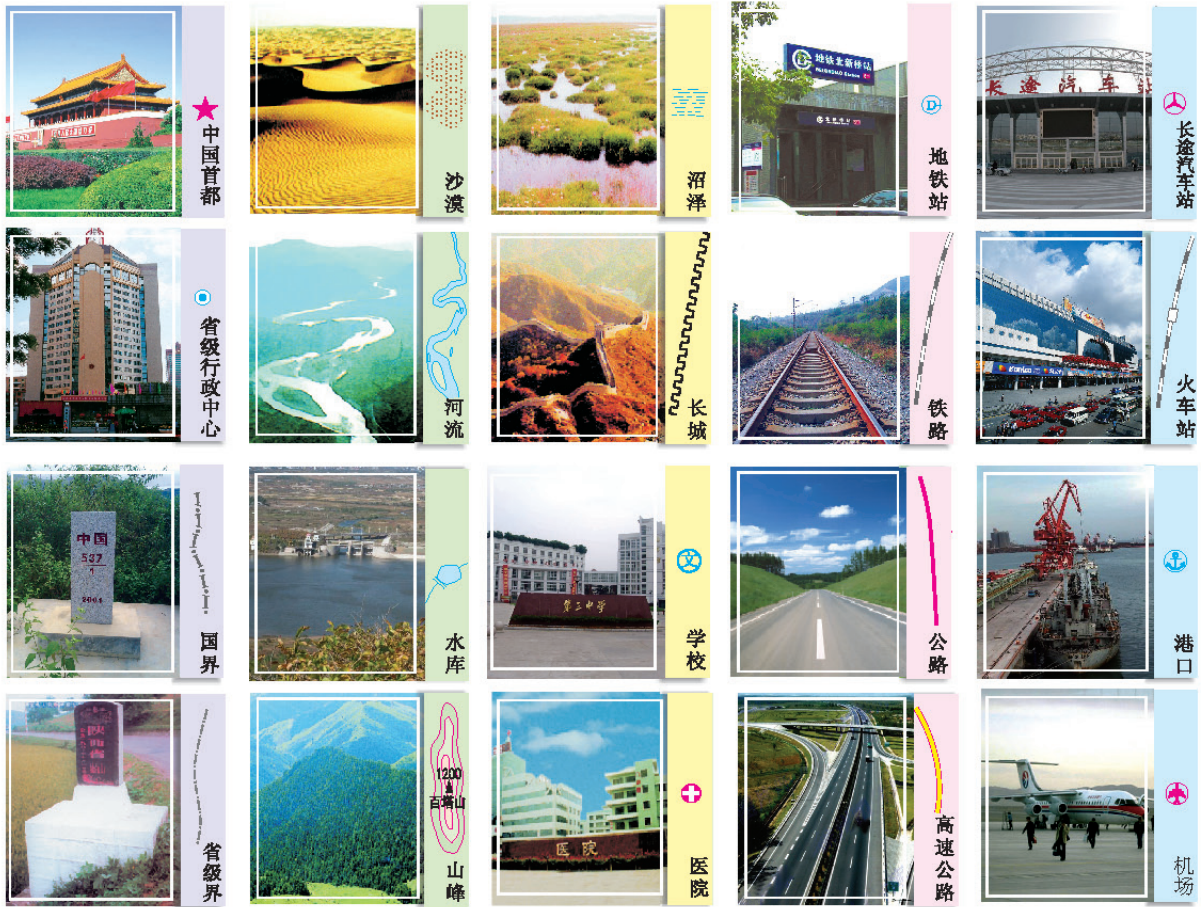 中国首都
沙漠
沼泽
地铁北新桥站
D
地铁站
长途汽车站
长途汽车站
省级行政中心
河流
长城
铁路
火车站
中国
2001
国界
水库
第二中学
文
学校
公路
港口
省级界
1200
百塔山
山峰
医院
医院
高速公路
机场